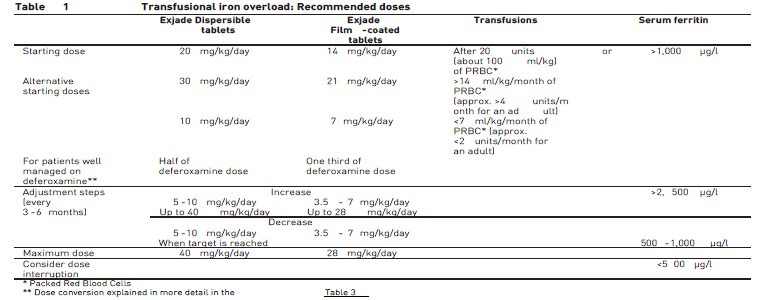 Table 1 Transfusional iron overload: Recommended doses
Exjade Dispersible tablets Exjade Film -coated tablets Transfusions Serum ferritin
Starting dose 20 mg/kg/day 14 mg/kg/day After 20 units or >1,000 µg/l
(about 100 ml/kg)
of PRBC*
Alternative 30 mg/kg/day 21 mg/kg/day >14 ml/kg/month of
starting doses PRBC*
(approx. >4 units/m
onth for an ad ult)
10 mg/kg/day 7 mg/kg/day <7 ml/kg/month of
PRBC* (approx.
<2 units/month for
an adult)
For patients well Half of One third of
managed on deferoxamine dose deferoxamine dose
deferoxamine**
Adjustment steps Increase >2, 500 µg/l
(every 5 -10 mg/kg/day 3.5 - 7 mg/kg/day
3 -6 months) Up to 40 mg/kg/day Up to 28 mg/kg/day
Decrease
5 -10 mg/kg/day 3.5 - 7 mg/kg/day
When target is reached 500 -1,000 µg/l
Maximum dose 40 mg/kg/day 28 mg/kg/day
Consider dose <5 00 µg/l
interruption
* Packed Red Blood Cells
** Dose conversion explained in more detail in the Table 3